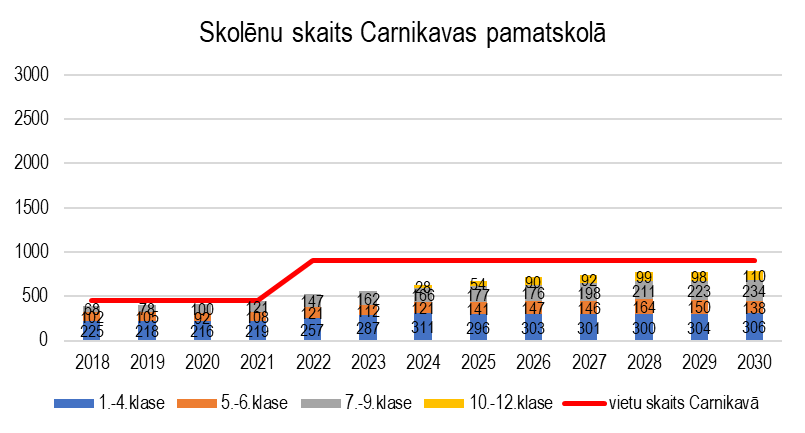 Skolēnu skaits Carnikavas pamatskolā
3000
2500
2000
1500
1000
500
0
28 54 90 92 99 98 110
68 78 100 121 147 162 166 177 176 198 211 223 234
102 105 92 108 121 112 121 141 147 146 164 150 138
225 218 216 219 257 287 311 296 303 301 300 304 306
2018 2019 2020 2021 2022 2023 2024 2025 2026 2027 2028 2029 2030
1.-4.klase 5.-6.klase 7.-9.klase 10.-12.klase vietu skaits Carnikavā